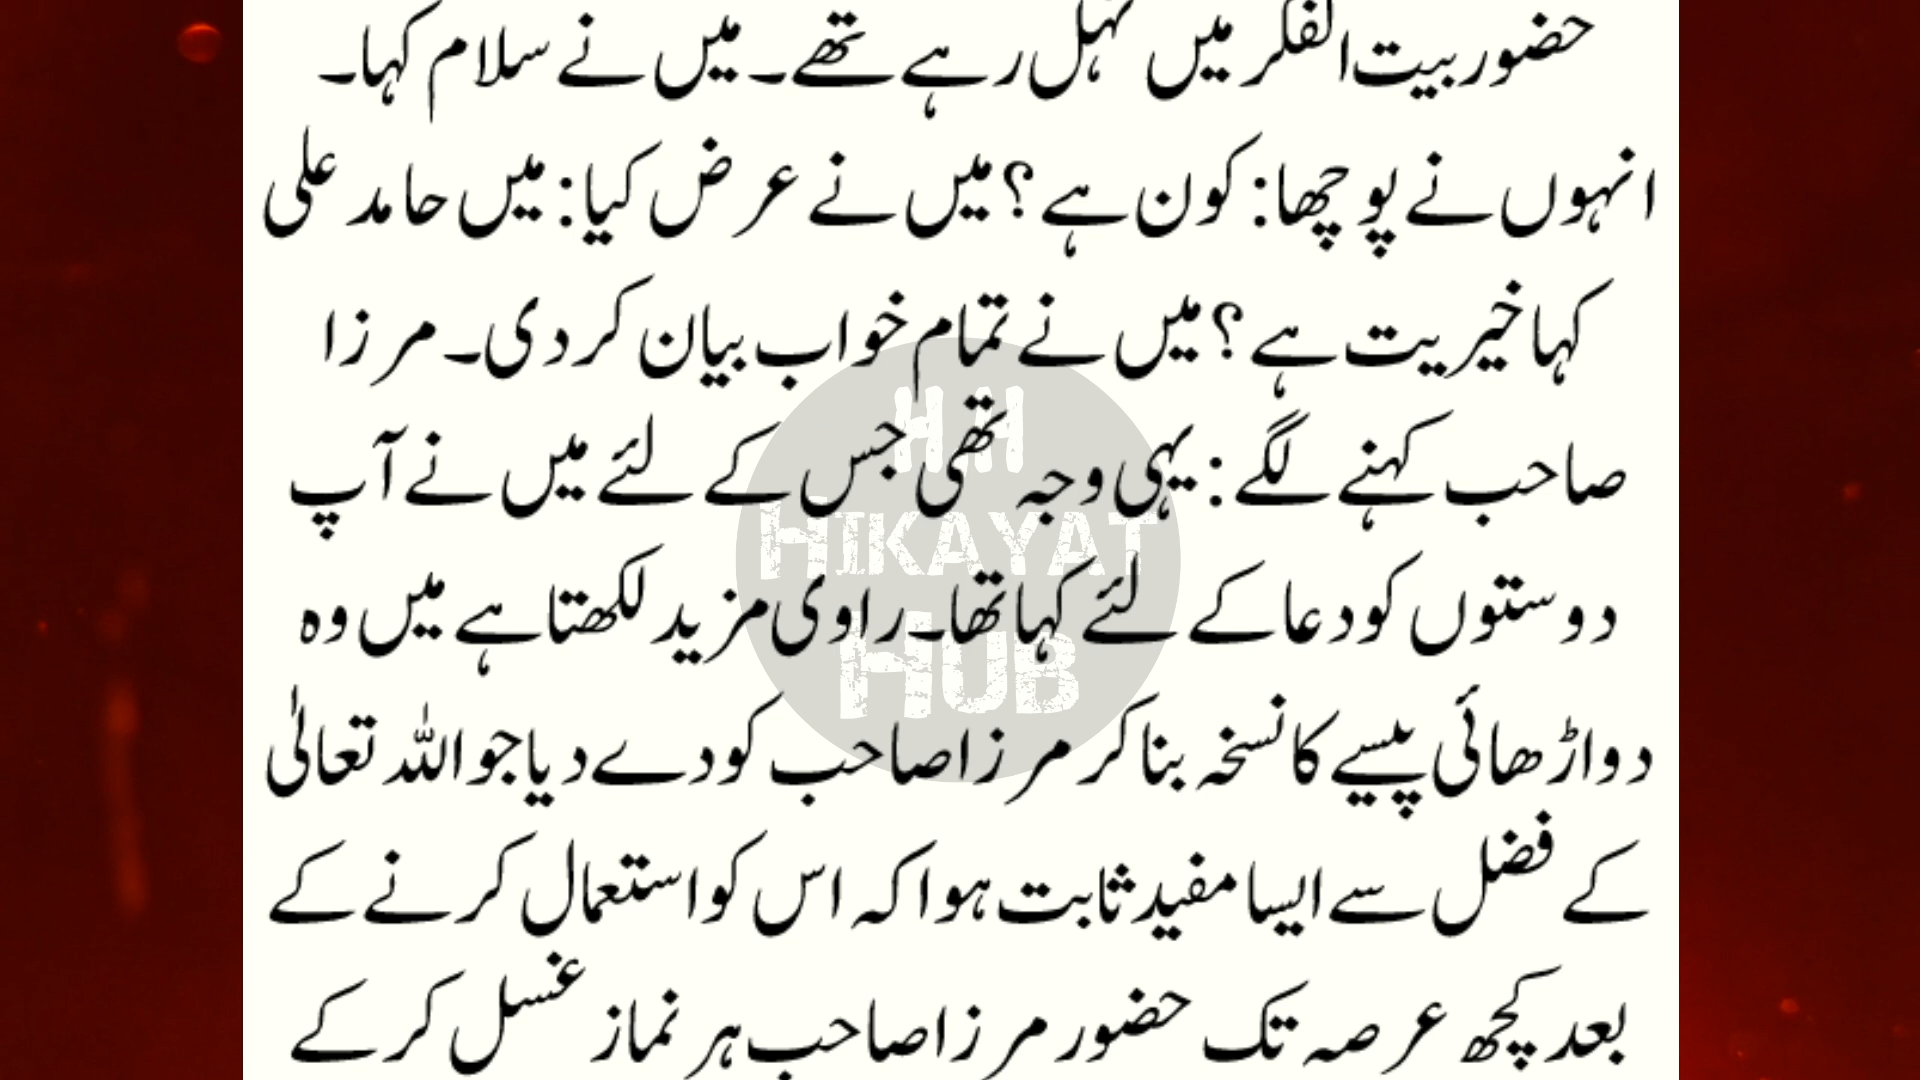 حضور بیت الفکر میں ٹہل رہے تھے۔ میں نے سلام کہا۔
انہوں نے پوچھا: کون ہے؟ میں نے عرض کیا: میں حامد علی
کہا خیریت ہے؟ میں نے تمام خواب بیان کر دی۔ مرزا
صاحب کہنے لگے: یہی وجہ تھی جس کے لئے میں نے آپ
دوستوں کو دعا کے لئے کہا تھا۔ راوی مزید لکھتا ہے میں وہ
دوا ڑھائی پیسے کا نسخہ بنا کر مرزا صاحب کو دے دیا جو اللہ تعالیٰ
کے فضل سے ایسا مفید ثابت ہوا کہ اس کو استعمال کرنے کے
بعد کچھ عرصہ تک حضور مرزا صاحب ہر نماز غسل کر کے
H H
HIKAYAT
HUB